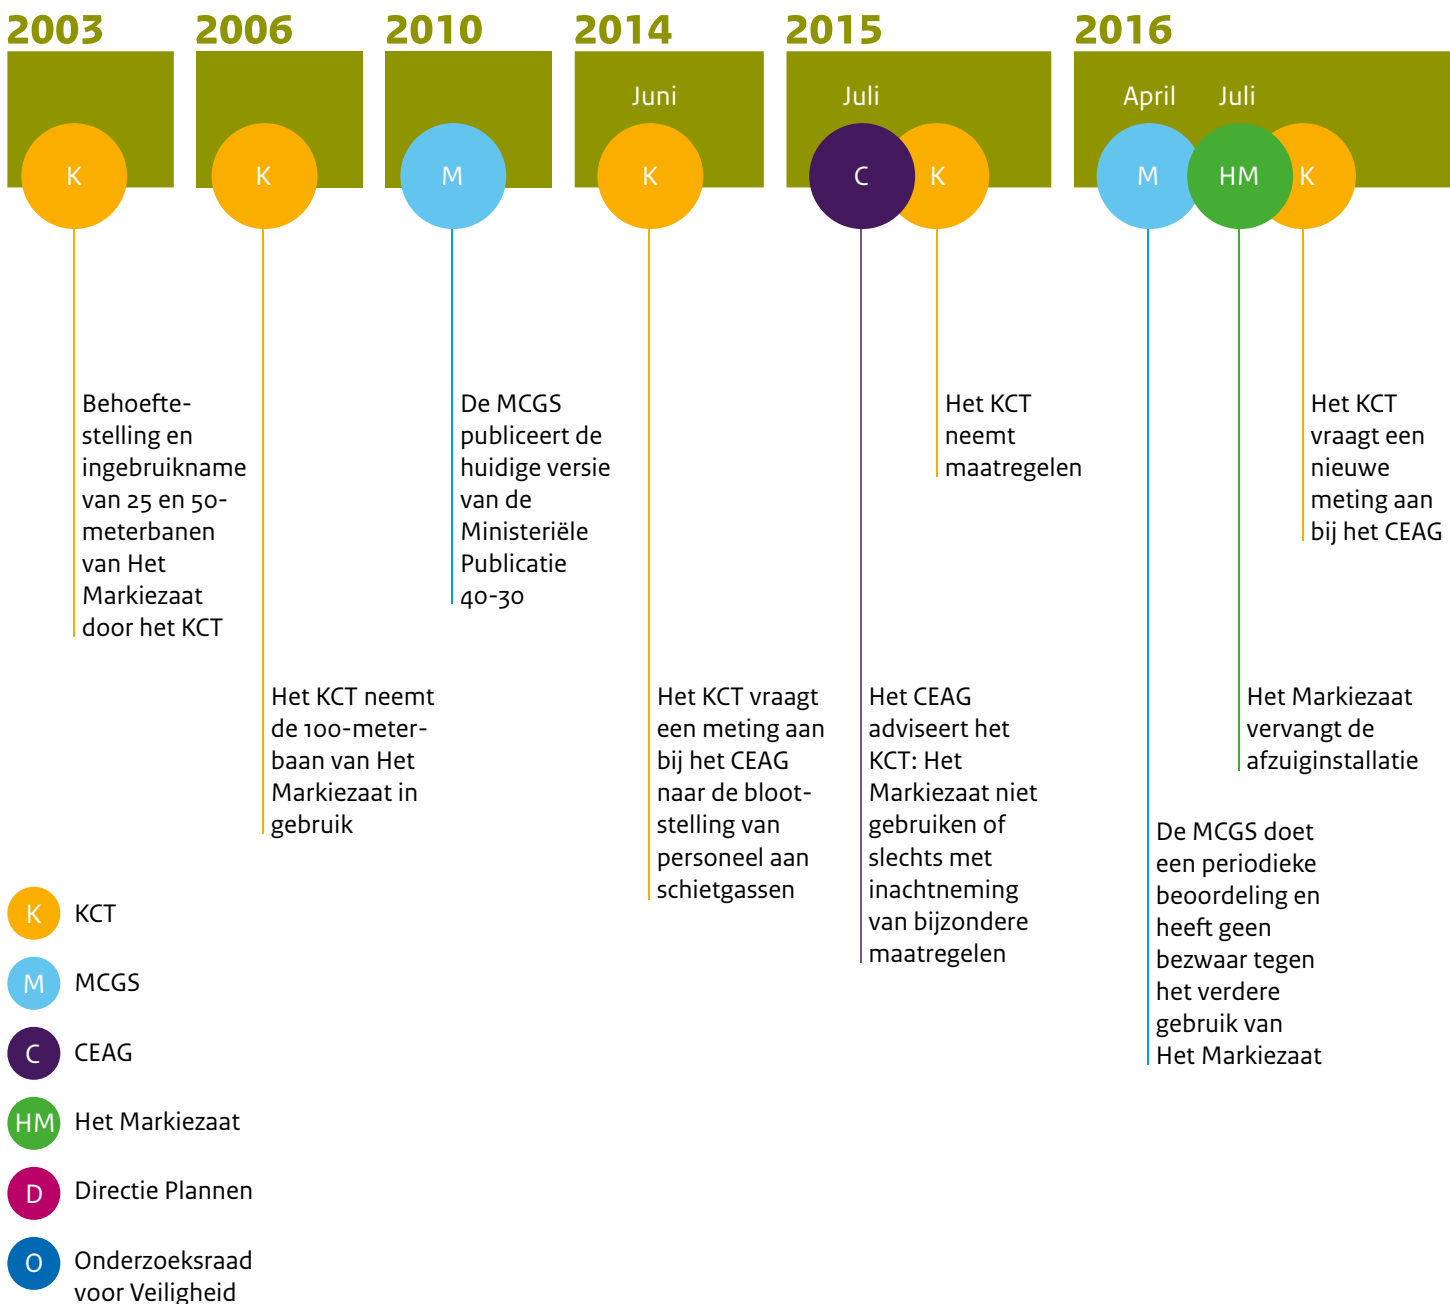 2003
K
Behoefte-
stelling en
ingebruikname
van 25 en 50-
meterbanen
van Het
Markiezaat
door het KCT
2006
K
Het KCT neemt
de 100-meter-
baan van Het
Markiezaat in
gebruik
2010
M
De MCGS
publiceert de
huidige versie
van de
Ministeriële
Publicatie
40-30
2014
Juni
K
Het KCT vraagt
een meting aan
bij het CEAG
naar de bloot-
stelling van
personeel aan
schietgassen
2015
Juli
C
Het CEAG
adviseert het
KCT: Het
Markiezaat niet
gebruiken of
slechts met
inachtneming
van bijzondere
maatregelen
K
Het KCT
neemt
maatregelen
2016
April
M
De MCGS doet
een periodieke
beoordeling en
heeft geen
bezwaar tegen
het verdere
gebruik van
Het Markiezaat
Juli
HM
Het Markiezaat
vervangt de
afzuiginstallatie
K
Het KCT
vraagt een
nieuwe
meting aan
bij het CEAG
K KCT
M MCGS
C CEAG
HM Het Markiezaat
D Directie Plannen
O Onderzoeksraad
voor Veiligheid